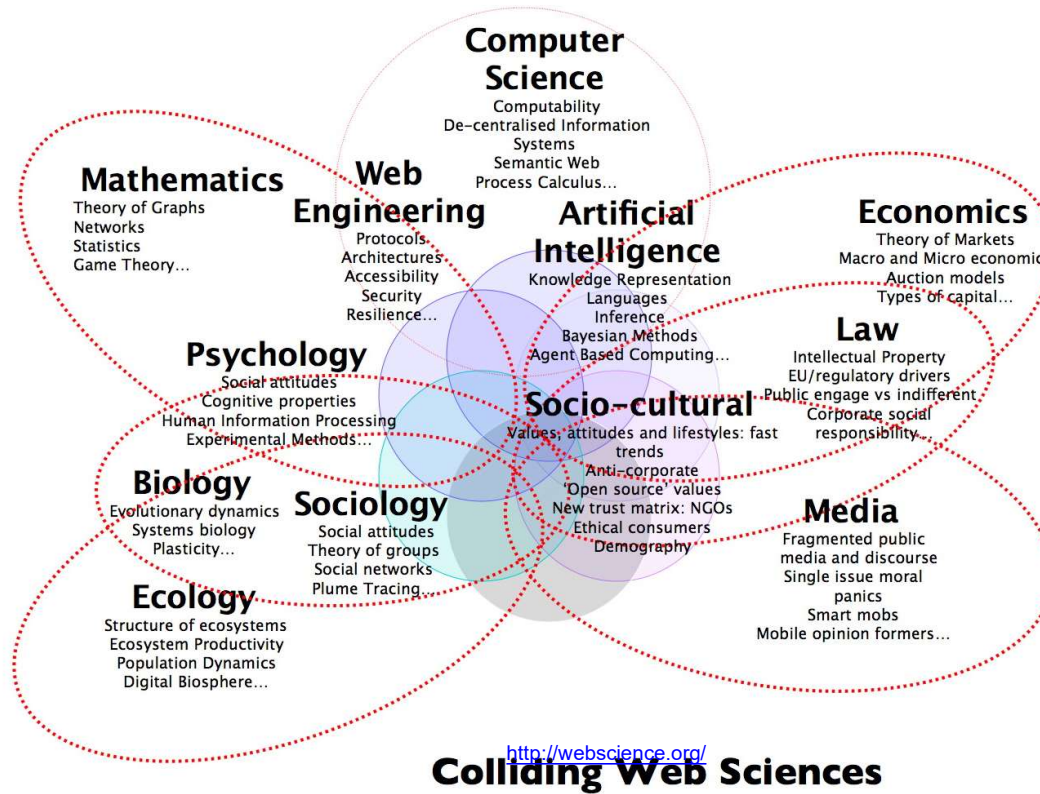 Computer
Science
Computability
De-centralised Information
Systems
Semantic Web
Process Calculus...
Mathematics
Theory of Graphs
Networks
Statistics
Game Theory...
Web
Engineering
Protocols
Architectures
Accessibility
Security
Resilience...
Artificial
Intelligence
Knowledge Representation
Languages
Inference
Bayesian Methods
Agent Based Computing...
Economics
Theory of Markets
Macro and Micro economic
Auction models
Types of capital...
Law
Intellectual Property
EU/regulatory drivers
Public engage vs indifferent
Corporate social
responsibility...
Psychology
Social attitudes
Cognitive properties
Human Information Processing
Experimental Methods...
Socio-cultural
Values, attitudes and lifestyles: fast
trends
Anti-corporate
‘Open source’ values
New trust matrix: NGOs
Ethical consumers
Demography
Biology
Evolutionary dynamics
Systems biology
Plasticity...
Sociology
Social attitudes
Theory of groups
Social networks
Plume Tracing...
Media
Fragmented public
media and discourse
Single issue moral
panics
Smart mobs
Mobile opinion formers...
Ecology
Structure of ecosystems
Ecosystem Productivity
Population Dynamics
Digital Biosphere...
http://webscience.org/
Colliding Web Sciences